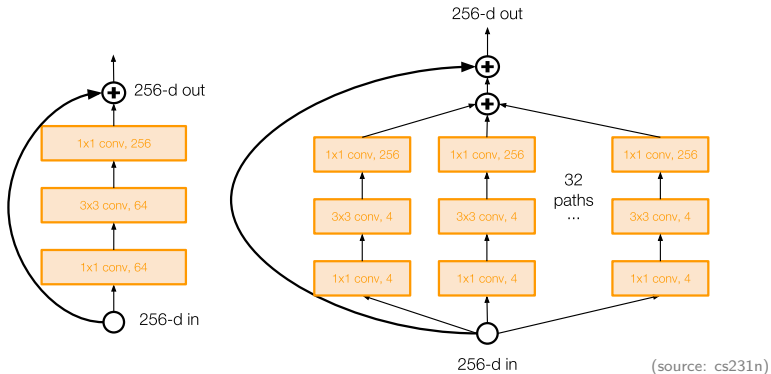 256-d out
1x1 conv, 256
3x3 conv, 64
1x1 conv, 64
256-d in
256-d out
1x1 conv, 256
1x1 conv, 256
1x1 conv, 256
3x3 conv, 4
3x3 conv, 4
32
paths
...
3x3 conv, 4
1x1 conv, 4
1x1 conv, 4
1x1 conv, 4
256-d in
(source: cs231n)